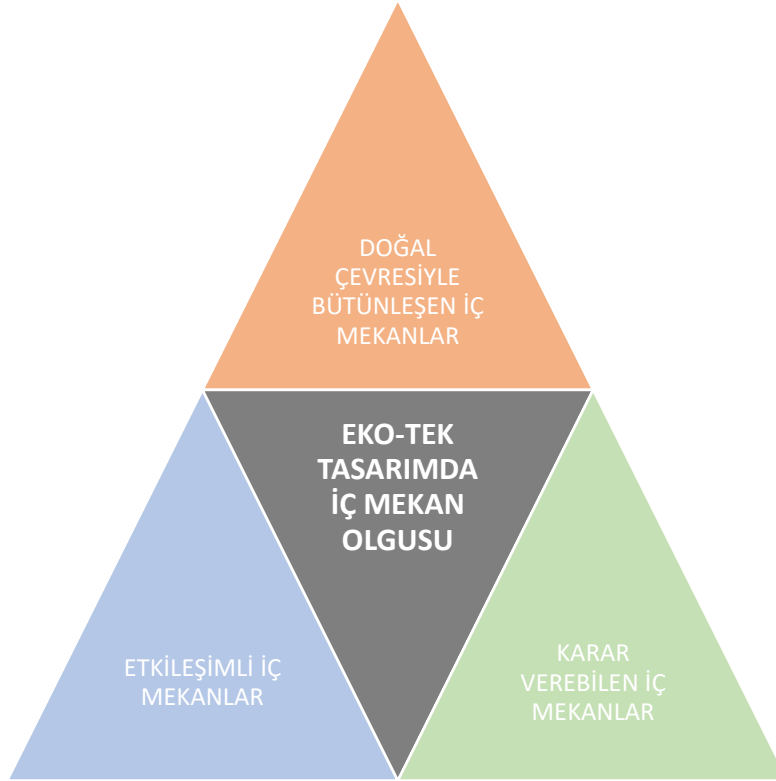 DOĞAL
ÇEVRESİYLE
BÜTÜNLEŞEN İÇ
MEKANLAR
EKO-TEK
TASARIMDA
İÇ MEKAN
OLGUSU
ETKİLEŞİMLİ İÇ
MEKANLAR
KARAR
VEREBİLEN İÇ
MEKANLAR